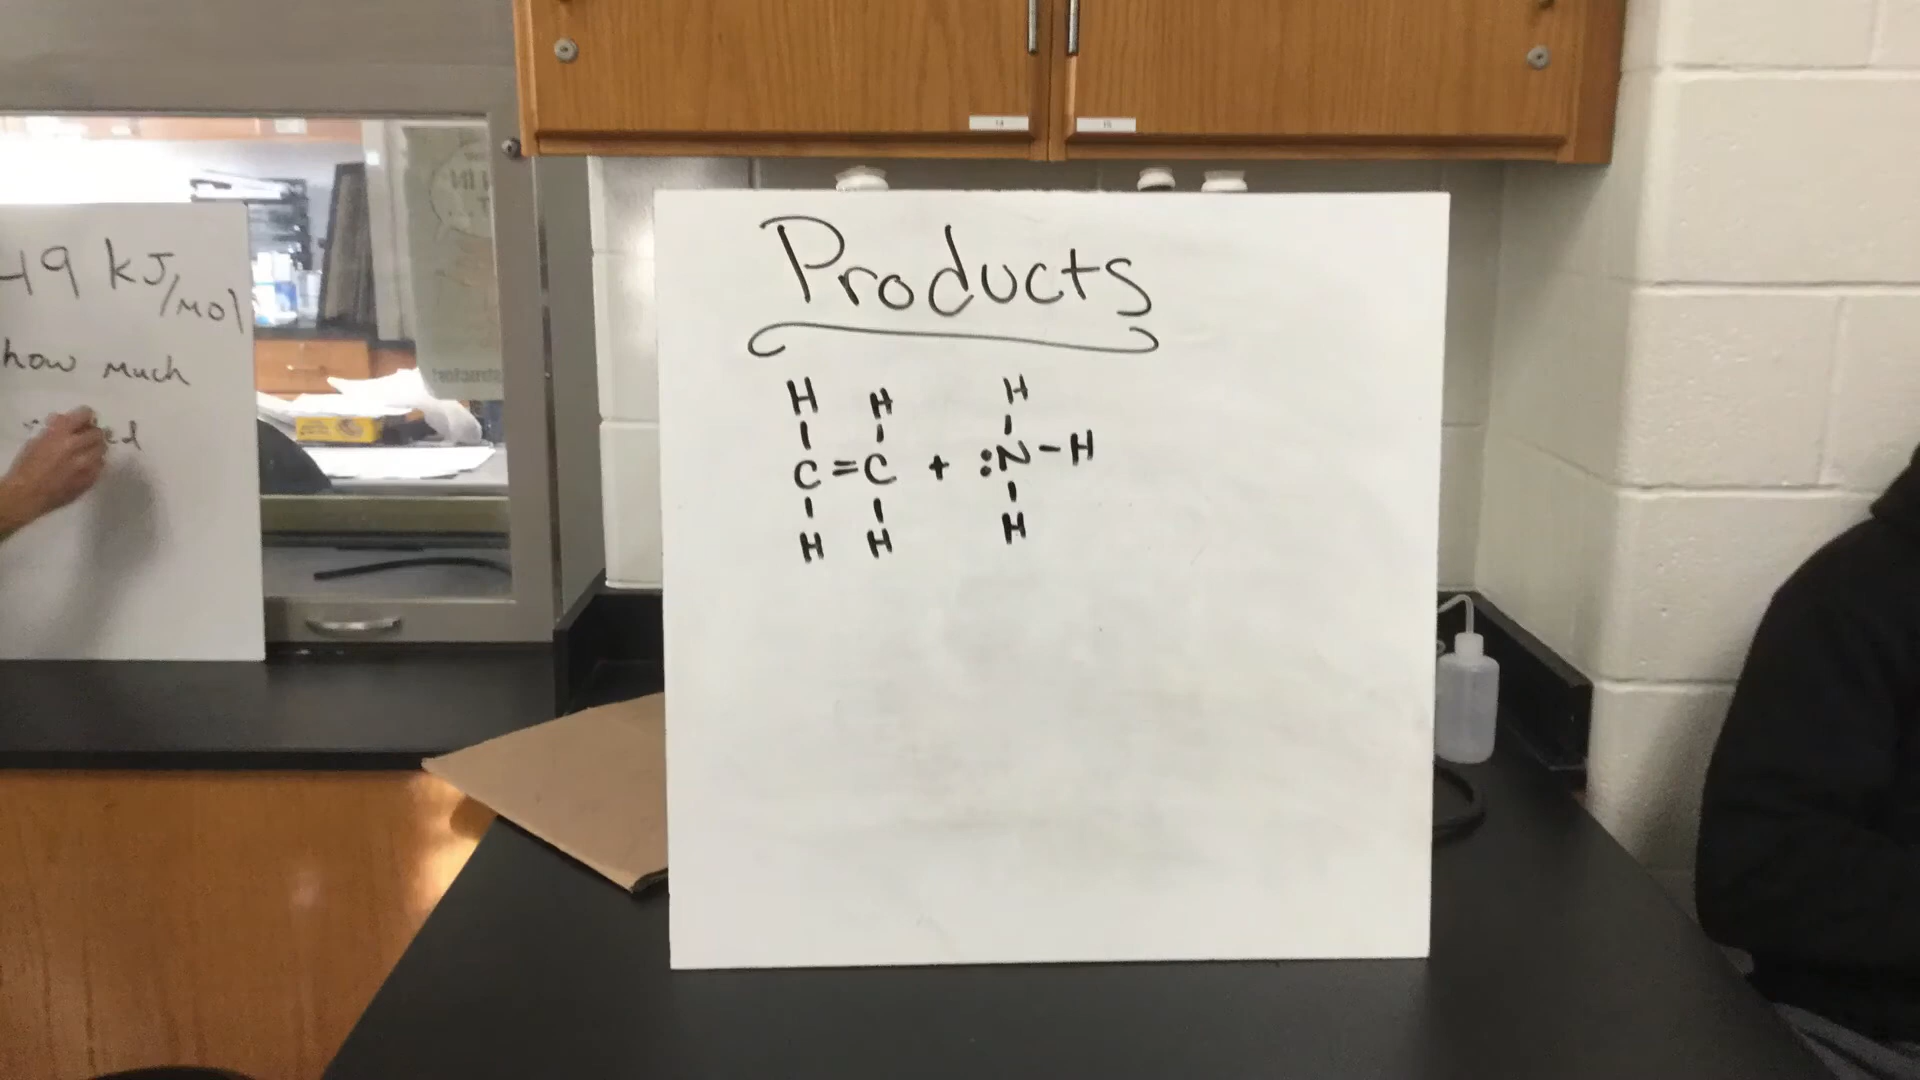 49 kJ/mol
how much
Products
H H H
C=C + :N-H
H H H